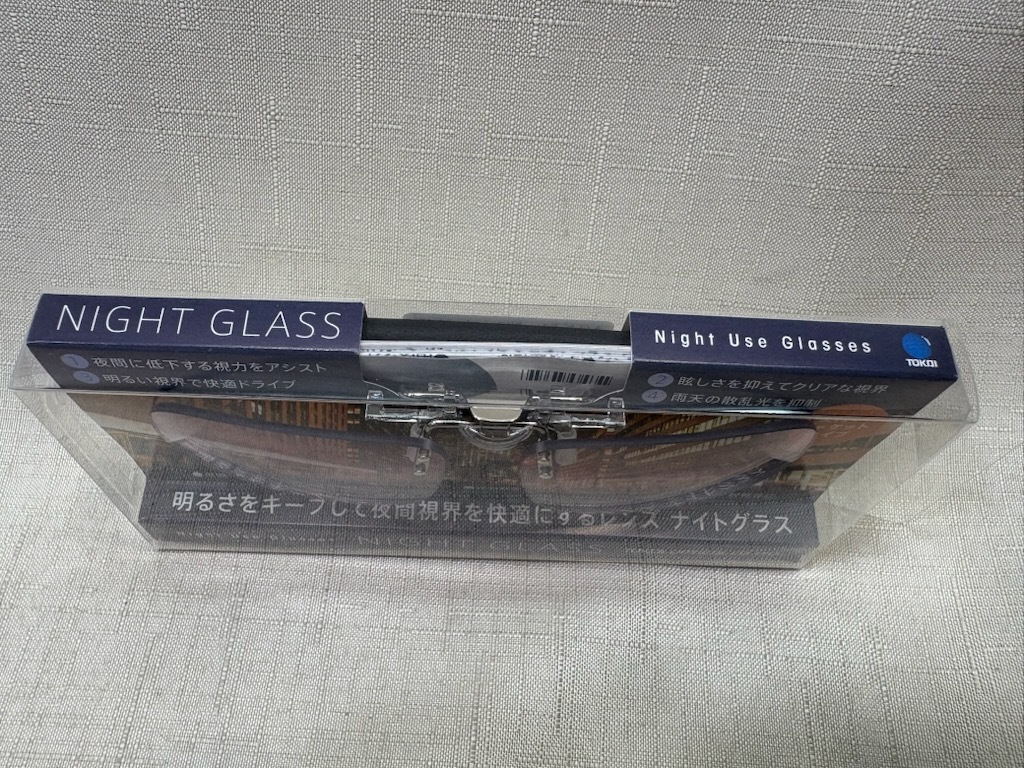 NIGHT GLASS
1 夜間に低下する視力をアシスト
3 明るい視界で快適ドライブ
Night Use Glasses
TOKAI
2 眩しさを抑えてクリアな視界
4 雨天の散乱光を抑制
明るさをキープして夜間視界を快適にするレンズ ナイトグラス
NIGHT GLASS